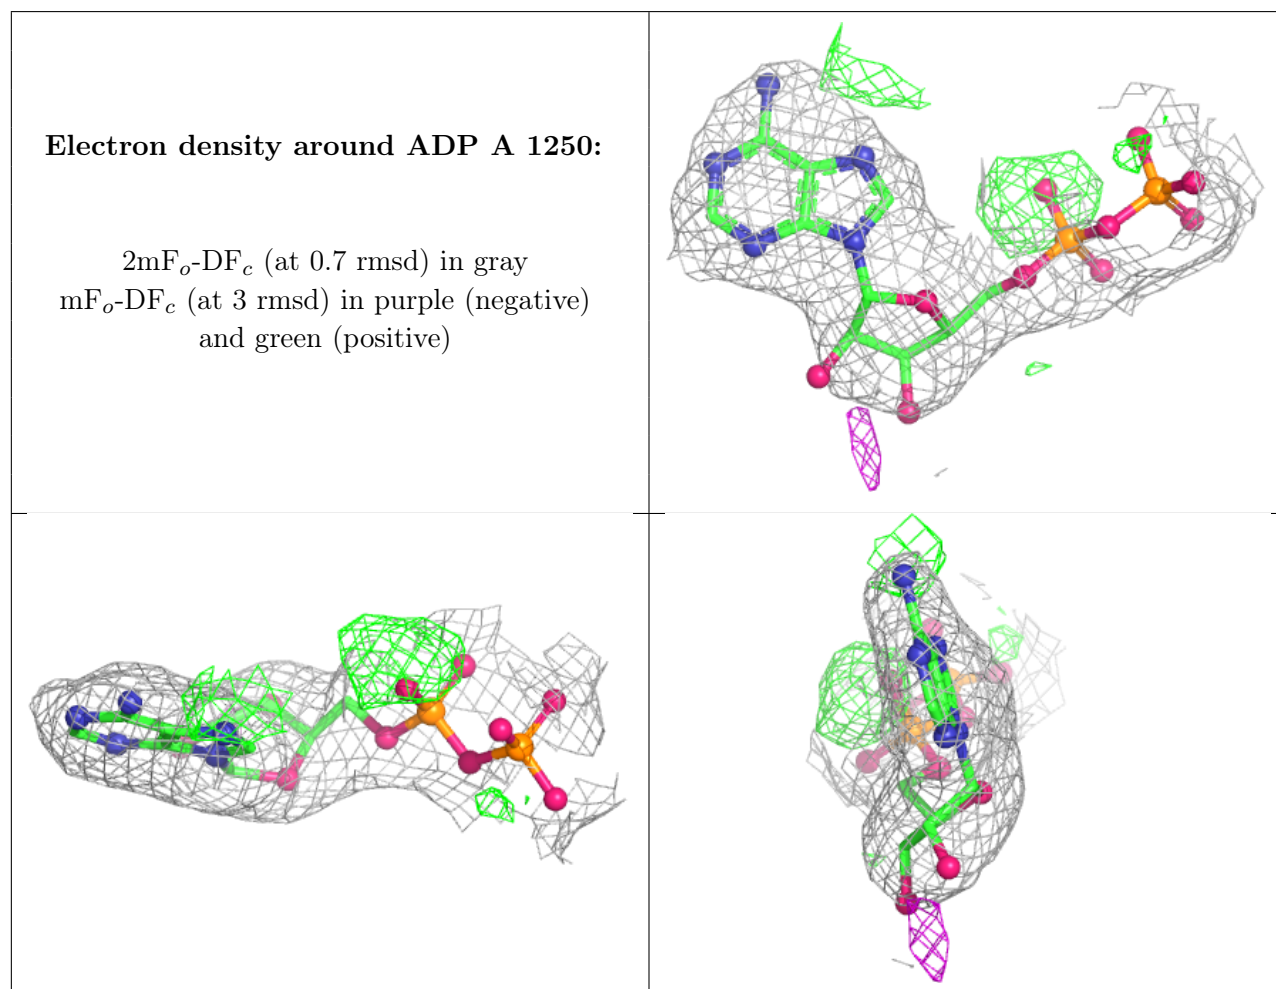 Electron density around ADP A 1250:
2mFo-DFc (at 0.7 rmsd) in gray
mFo-DFc (at 3 rmsd) in purple (negative)
and green (positive)